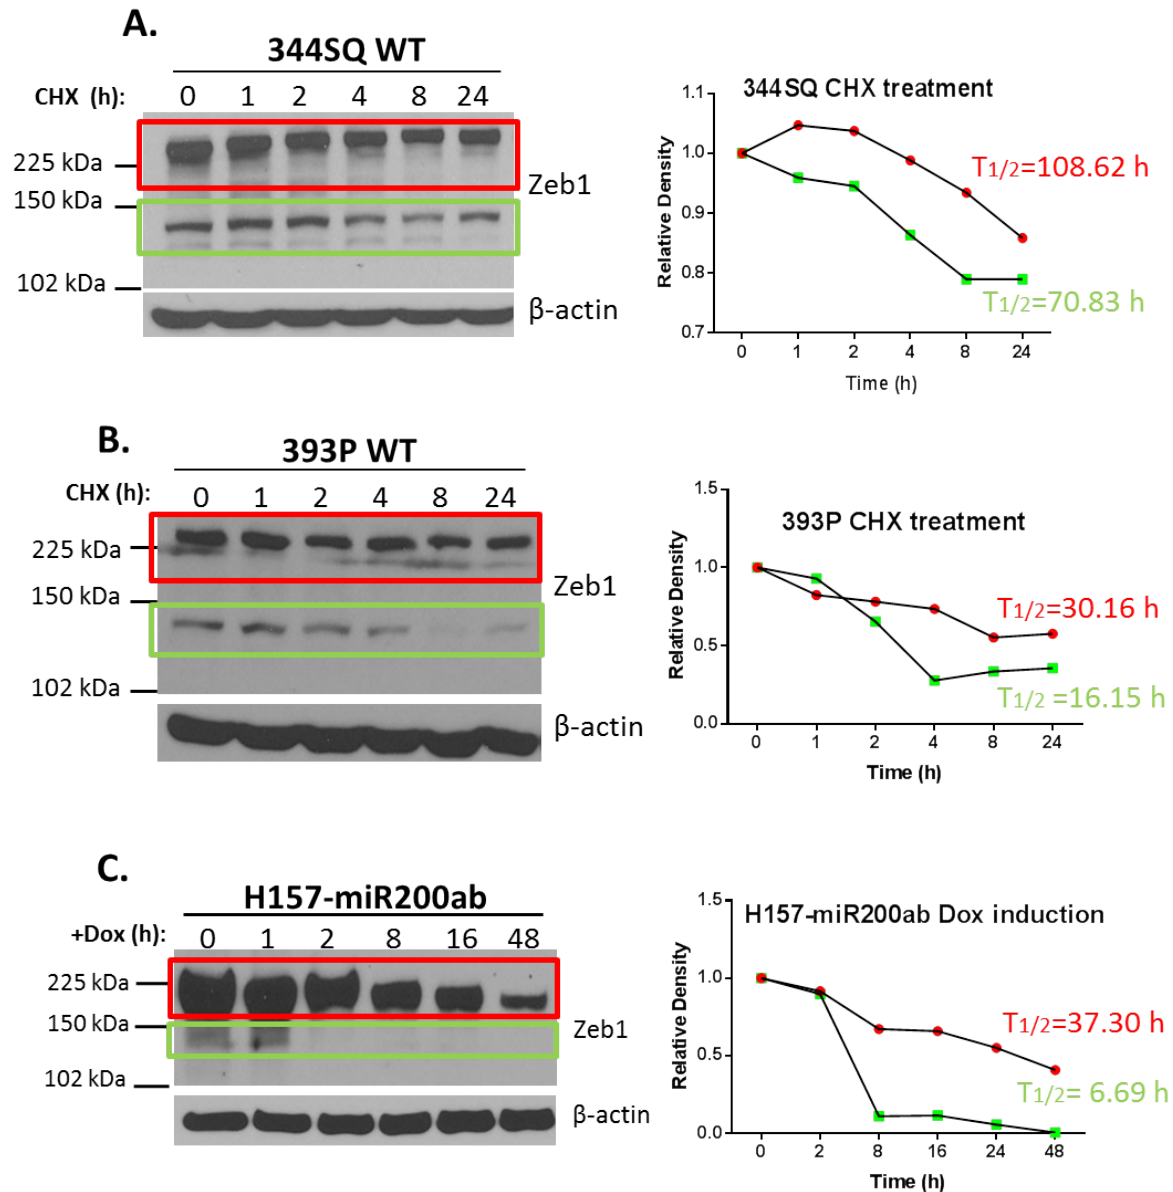 A.
344SQ WT
CHX (h):
0 1 2 4 8 24
225 kDa
150 kDa
102 kDa
Zeb1
β-actin
344SQ CHX treatment
Relative Density
1.1
1.0
0.9
0.8
0.7
T1/2=108.62 h
T1/2=70.83 h
0 1 2 4 8 24
Time (h)
B.
393P WT
CHX (h):
0 1 2 4 8 24
225 kDa
150 kDa
102 kDa
Zeb1
β-actin
393P CHX treatment
Relative Density
1.5
1.0
0.5
0.0
T1/2=30.16 h
T1/2 =16.15 h
0 1 2 4 8 24
Time (h)
C.
H157-miR200ab
+Dox (h):
0 1 2 8 16 48
225 kDa
150 kDa
102 kDa
Zeb1
β-actin
H157-miR200ab Dox induction
Relative Density
1.5
1.0
0.5
0.0
T1/2=37.30 h
T1/2= 6.69 h
0 2 8 16 24 48
Time (h)